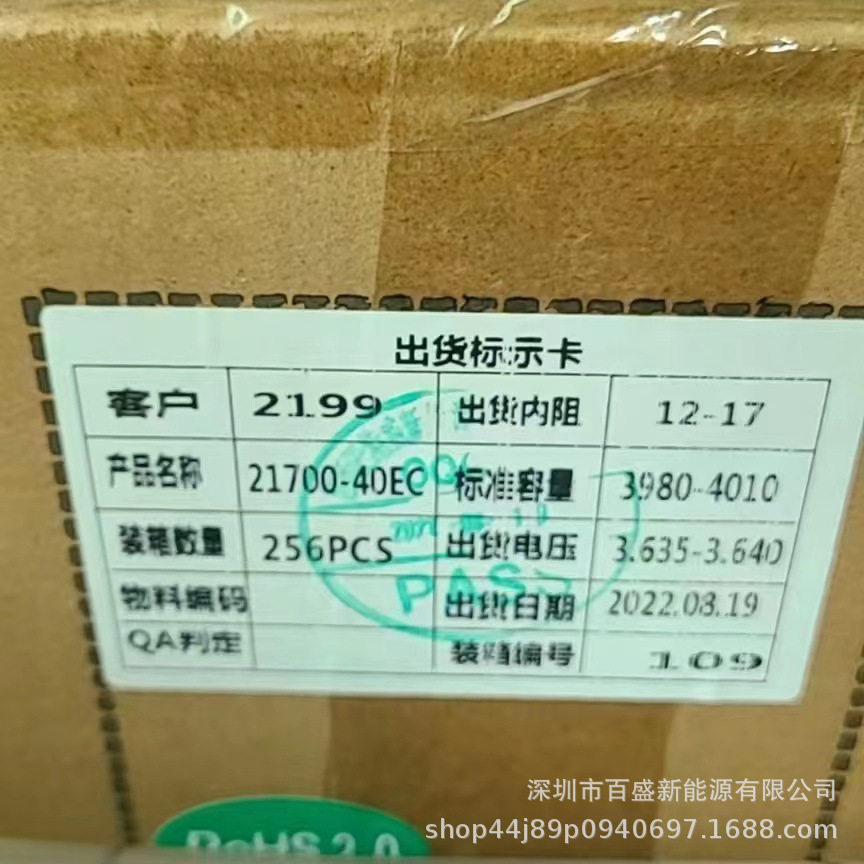 出货标示卡
客户 2199 出货内阻 12-17
产品名称 21700-40EC 标准容量 3980-4010
装箱数量 256PCS 出货电压 3.635-3.640
物料编码 出货日期 2022.08.19
QA判定 装箱编号 109
PASS
RoHS 2.0
深圳市百盛新能源有限公司
shop44j89p0940697.1688.com